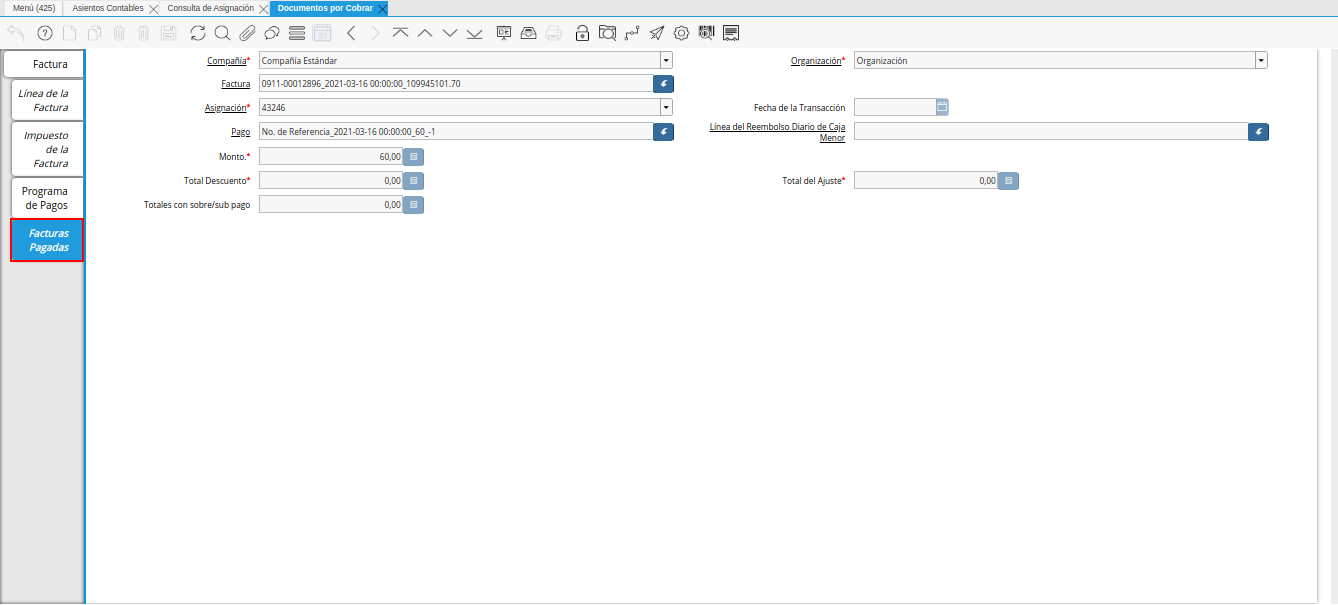 Menú (425) Asientos Contables Consulta de Asignación Documentos por Cobrar
Factura
Línea de la
Factura
Impuesto
de la
Factura
Programa
de Pagos
Facturas
Pagadas
Compañía* Compañía Estándar Organización* Organización
Factura 0911-00012896_2021-03-16 00:00:00_109945101.70
Asignación* 43246 Fecha de la Transacción
Pago No. de Referencia_2021-03-16 00:00:00_60_-1 Línea del Reembolso Diario de Caja
Menor
Monto.* 60,00
Total Descuento* 0,00 Total del Ajuste* 0,00
Totales con sobre/sub pago 0,00